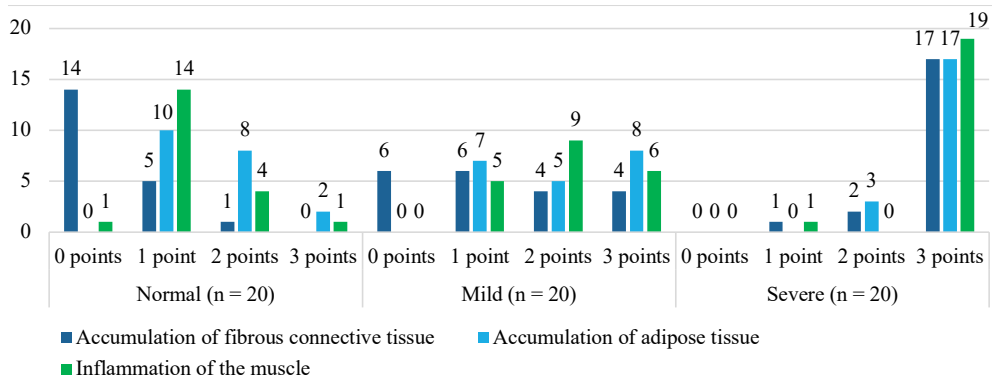 20
15
10
5
0
14 0 1 5 10 14 1 8 4 0 2 1
6 0 0 6 7 5 4 5 9 4 8 6
0 0 0 1 0 1 2 3 0 17 17 19
0 points 1 point 2 points 3 points 0 points 1 point 2 points 3 points 0 points 1 point 2 points 3 points
Normal (n = 20) Mild (n = 20) Severe (n = 20)
Accumulation of fibrous connective tissue Accumulation of adipose tissue
Inflammation of the muscle